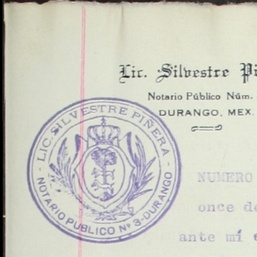 Lic. Silvestre Pi
Notario Público Núm.
DURANGO, MEX.
LIC. SILVESTRE PIÑERA
NOTARIO PUBLICO Nº 3-DURANGO
NUMERO
once de
ante mí e